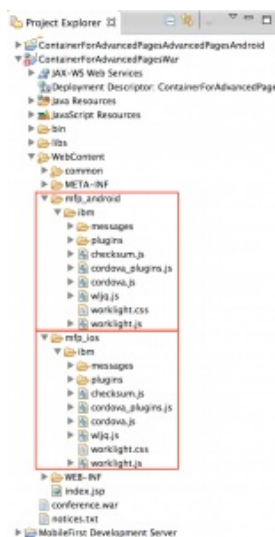 Project Explorer
ContainerForAdvancedPagesAdvancedPagesAndroid
ContainerForAdvancedPagesWar
JAX-WS Web Services
Deployment Descriptor: ContainerForAdvancedPage
Java Resources
JavaScript Resources
bin
libs
WebContent
common
META-INF
mfp_android
ibm
messages
plugins
checksum.js
cordova_plugins.js
cordova.js
wljq.js
worklight.css
worklight.js
mfp_ios
ibm
messages
plugins
checksum.js
cordova_plugins.js
cordova.js
wljq.js
worklight.css
worklight.js
WEB-INF
index.jsp
conference.war
notices.txt
MobileFirst Development Server